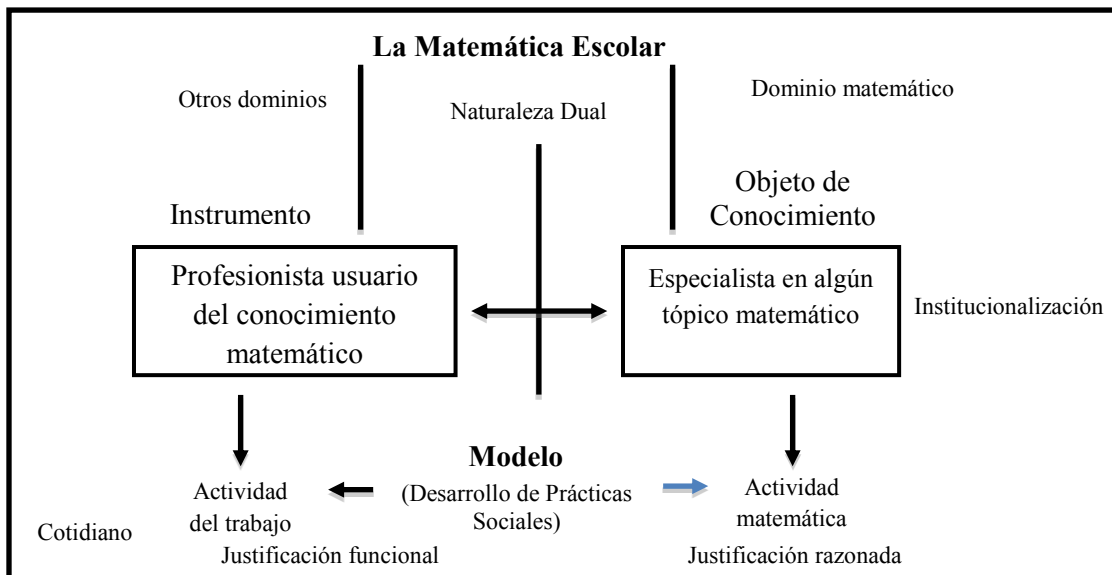 La Matemática Escolar
Otros dominios
Naturaleza Dual
Dominio matemático
Instrumento
Objeto de
Conocimiento
Profesionista usuario
del conocimiento
matemático
Especialista en algún
tópico matemático
Institucionalización
Modelo
(Desarrollo de Prácticas
Sociales)
Actividad
del trabajo
Actividad
matemática
Cotidiano
Justificación funcional
Justificación razonada